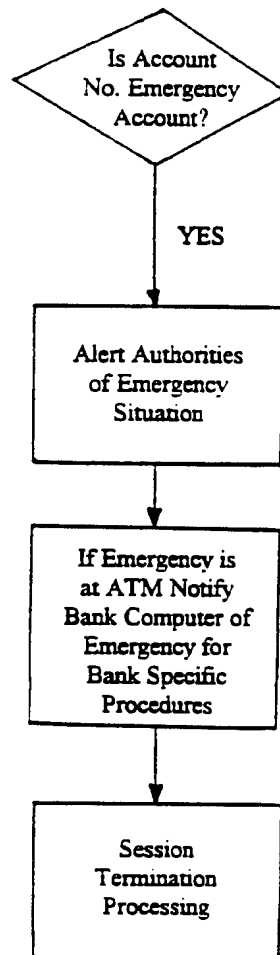 Is Account
No. Emergency
Account?
YES
Alert Authorities
of Emergency
Situation
If Emergency is
at ATM Notify
Bank Computer of
Emergency for
Bank Specific
Procedures
Session
Termination
Processing